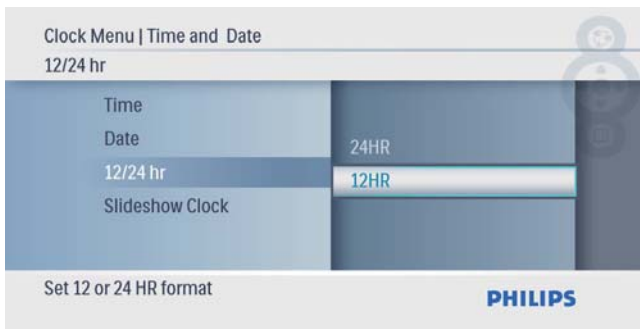 Clock Menu | Time and Date
12/24 hr
Time
Date
12/24 hr
Slideshow Clock
24HR
12HR
Set 12 or 24 HR format
PHILIPS